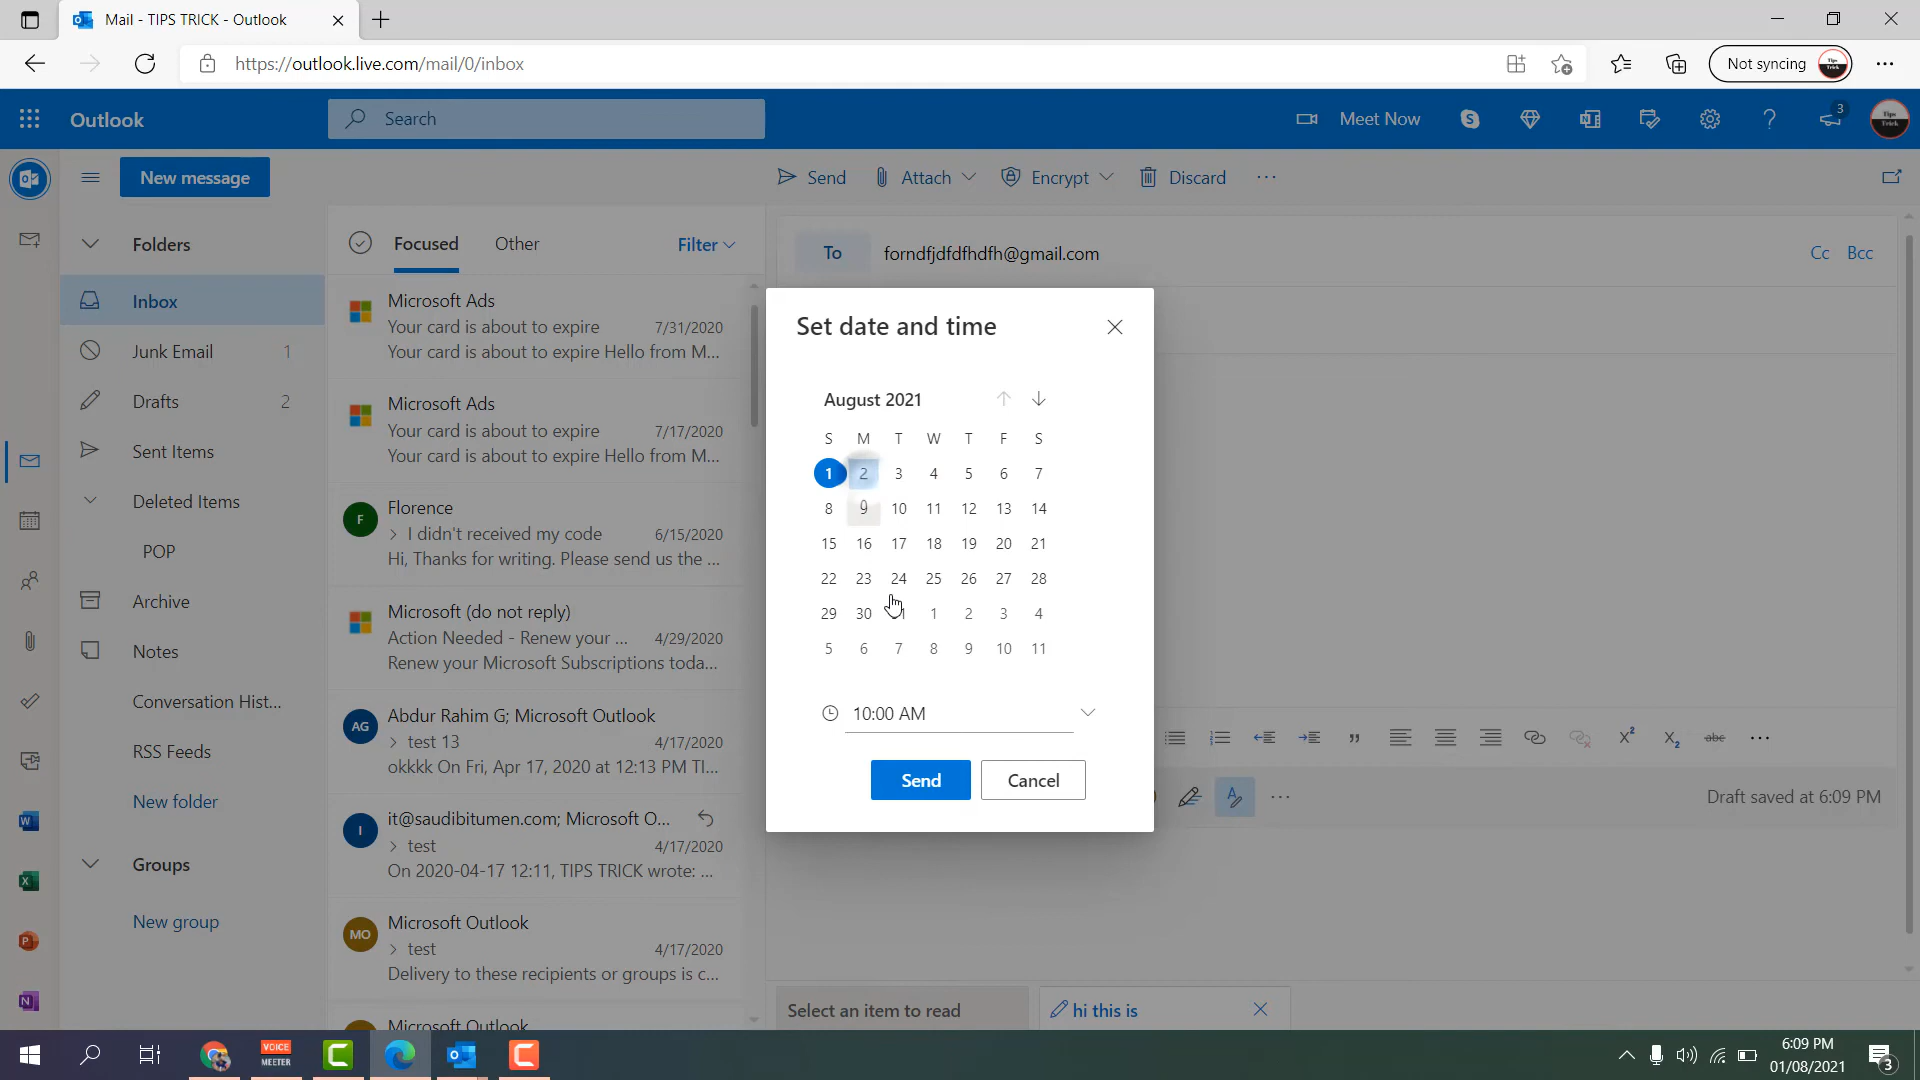 Mail - TIPS TRICK - Outlook
https://outlook.live.com/mail/0/inbox
Not syncing
Outlook
Search
Meet Now
3
New message
Send
Attach
Encrypt
Discard
Folders
Inbox
Junk Email 1
Drafts 2
Sent Items
Deleted Items
POP
Archive
Notes
Conversation Hist...
RSS Feeds
New folder
Groups
New group
Focused
Other
Filter
Microsoft Ads
Your card is about to expire 7/31/2020
Your card is about to expire Hello from M...
Microsoft Ads
Your card is about to expire 7/17/2020
Your card is about to expire Hello from M...
F
Florence
> I didn't received my code 6/15/2020
Hi, Thanks for writing. Please send us the ...
Microsoft (do not reply)
Action Needed - Renew your ... 4/29/2020
Renew your Microsoft Subscriptions toda...
AG
Abdur Rahim G; Microsoft Outlook
> test 13 4/17/2020
okkkk On Fri, Apr 17, 2020 at 12:13 PM TI...
I
it@saudibitumen.com; Microsoft O...
> test 4/17/2020
On 2020-04-17 12:11, TIPS TRICK wrote: ...
MO
Microsoft Outlook
> test 4/17/2020
Delivery to these recipients or groups is c...
Microsoft Outlook
To
forndfjdfdfhdfh@gmail.com
Cc
Bcc
Set date and time
August 2021
S M T W T F S
1 2 3 4 5 6 7
8 9 10 11 12 13 14
15 16 17 18 19 20 21
22 23 24 25 26 27 28
29 30 1 2 3 4
5 6 7 8 9 10 11
10:00 AM
Send
Cancel
Draft saved at 6:09 PM
Select an item to read
hi this is
VOICE
MEETER
6:09 PM
01/08/2021
3